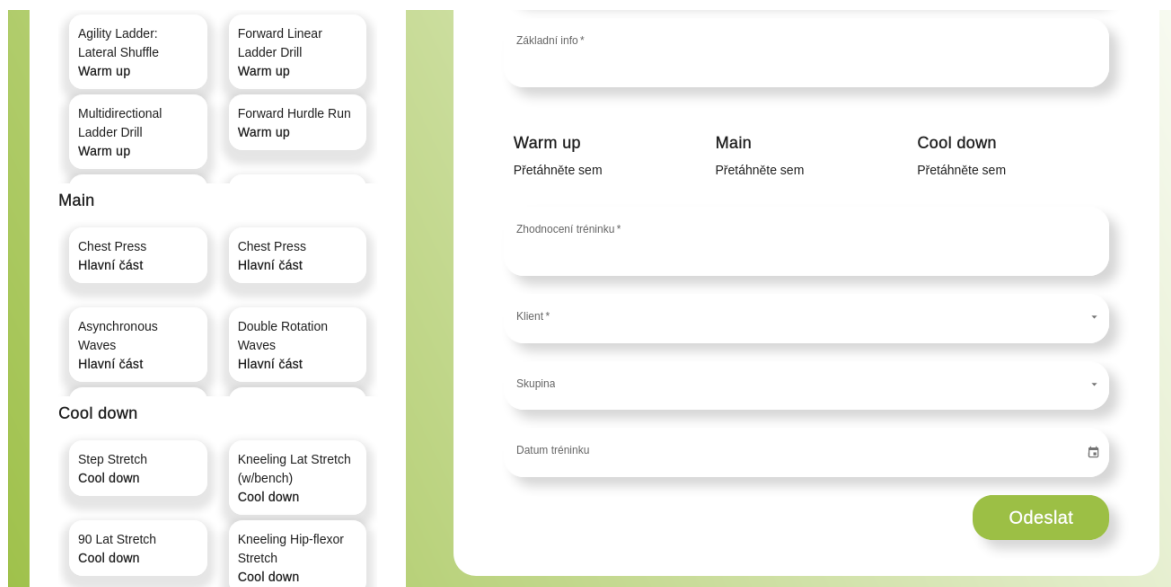 Agility Ladder:
Lateral Shuffle
Warm up
Forward Linear
Ladder Drill
Warm up
Multidirectional
Ladder Drill
Warm up
Forward Hurdle Run
Warm up
Main
Chest Press
Hlavní část
Chest Press
Hlavní část
Asynchronous
Waves
Hlavní část
Double Rotation
Waves
Hlavní část
Cool down
Step Stretch
Cool down
Kneeling Lat Stretch
(w/bench)
Cool down
90 Lat Stretch
Cool down
Kneeling Hip-flexor
Stretch
Cool down
Základní info *
Warm up
Přetáhněte sem
Main
Přetáhněte sem
Cool down
Přetáhněte sem
Zhodnocení tréninku *
Klient *
Skupina
Datum tréninku
Odeslat